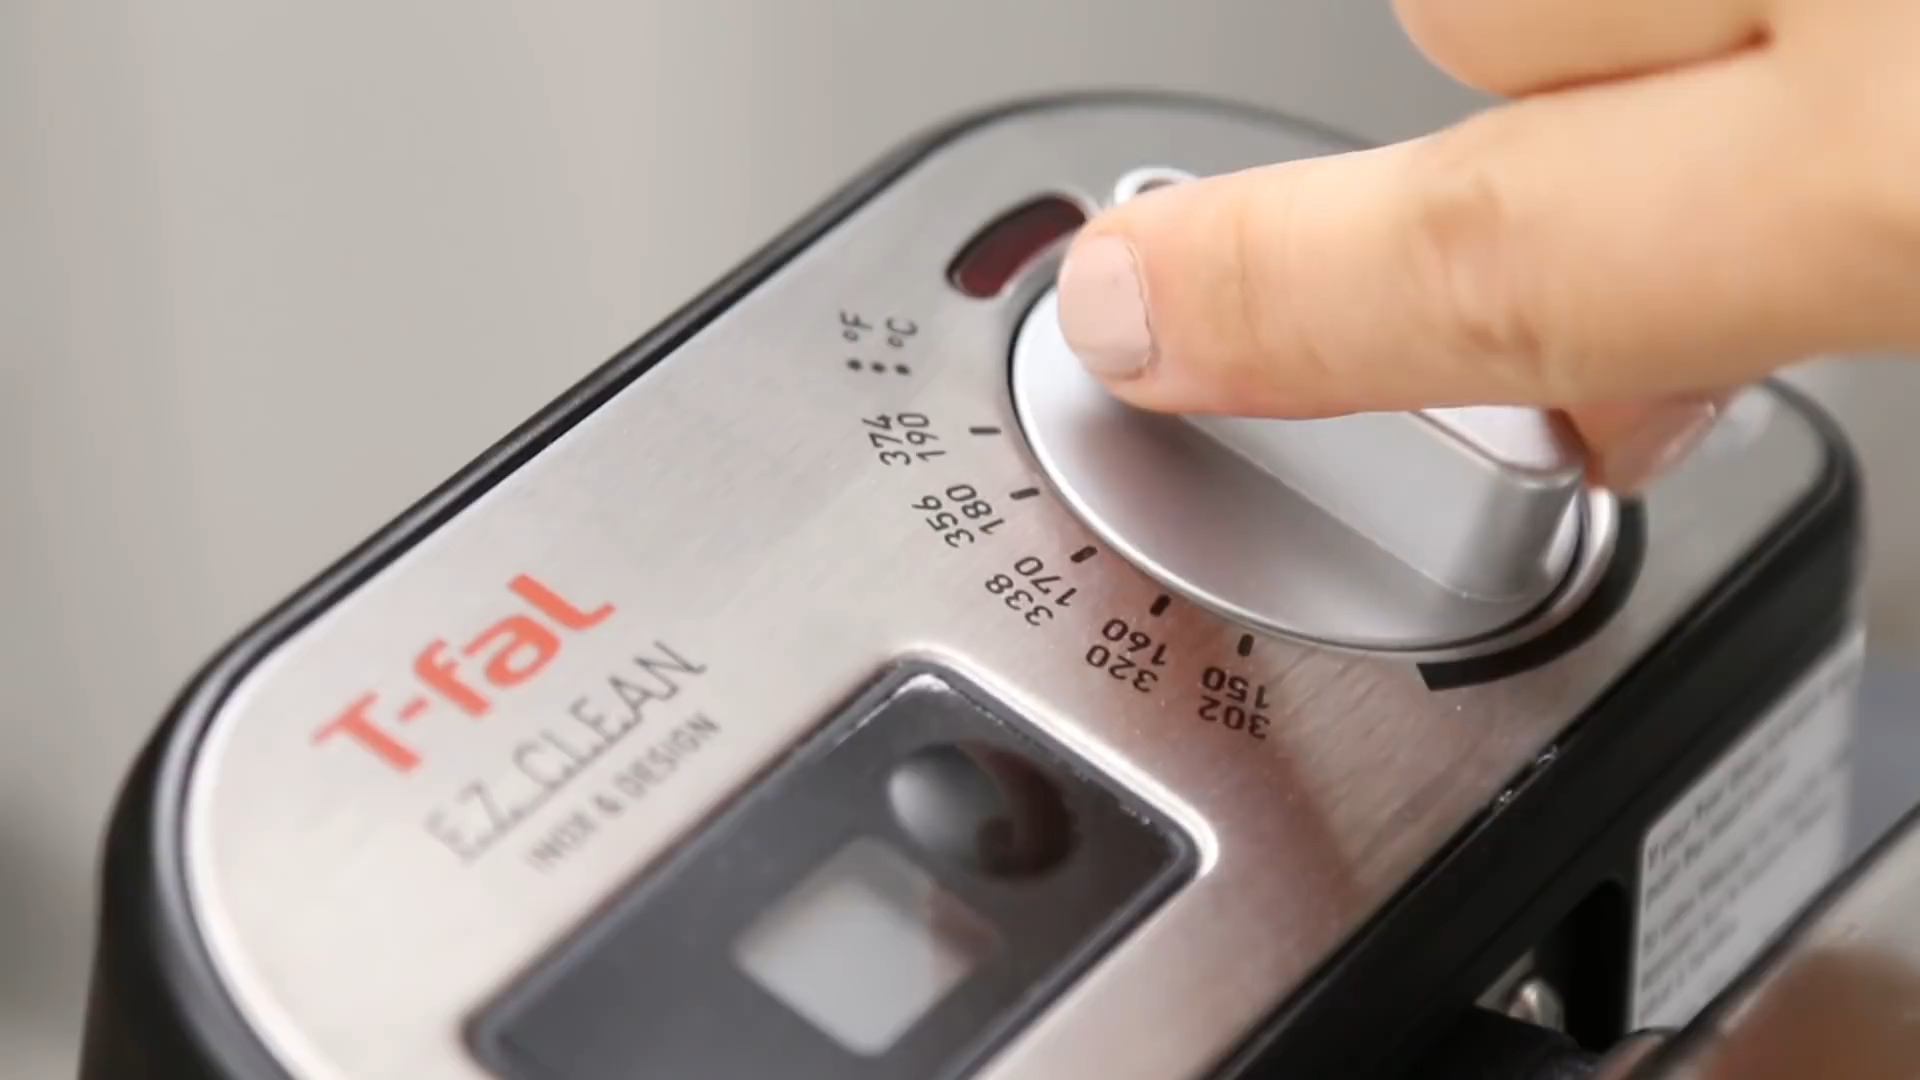 °F
°C
374
190
356
180
338
170
320
160
302
150
T-fal
EZ CLEAN
INOX & DESIGN